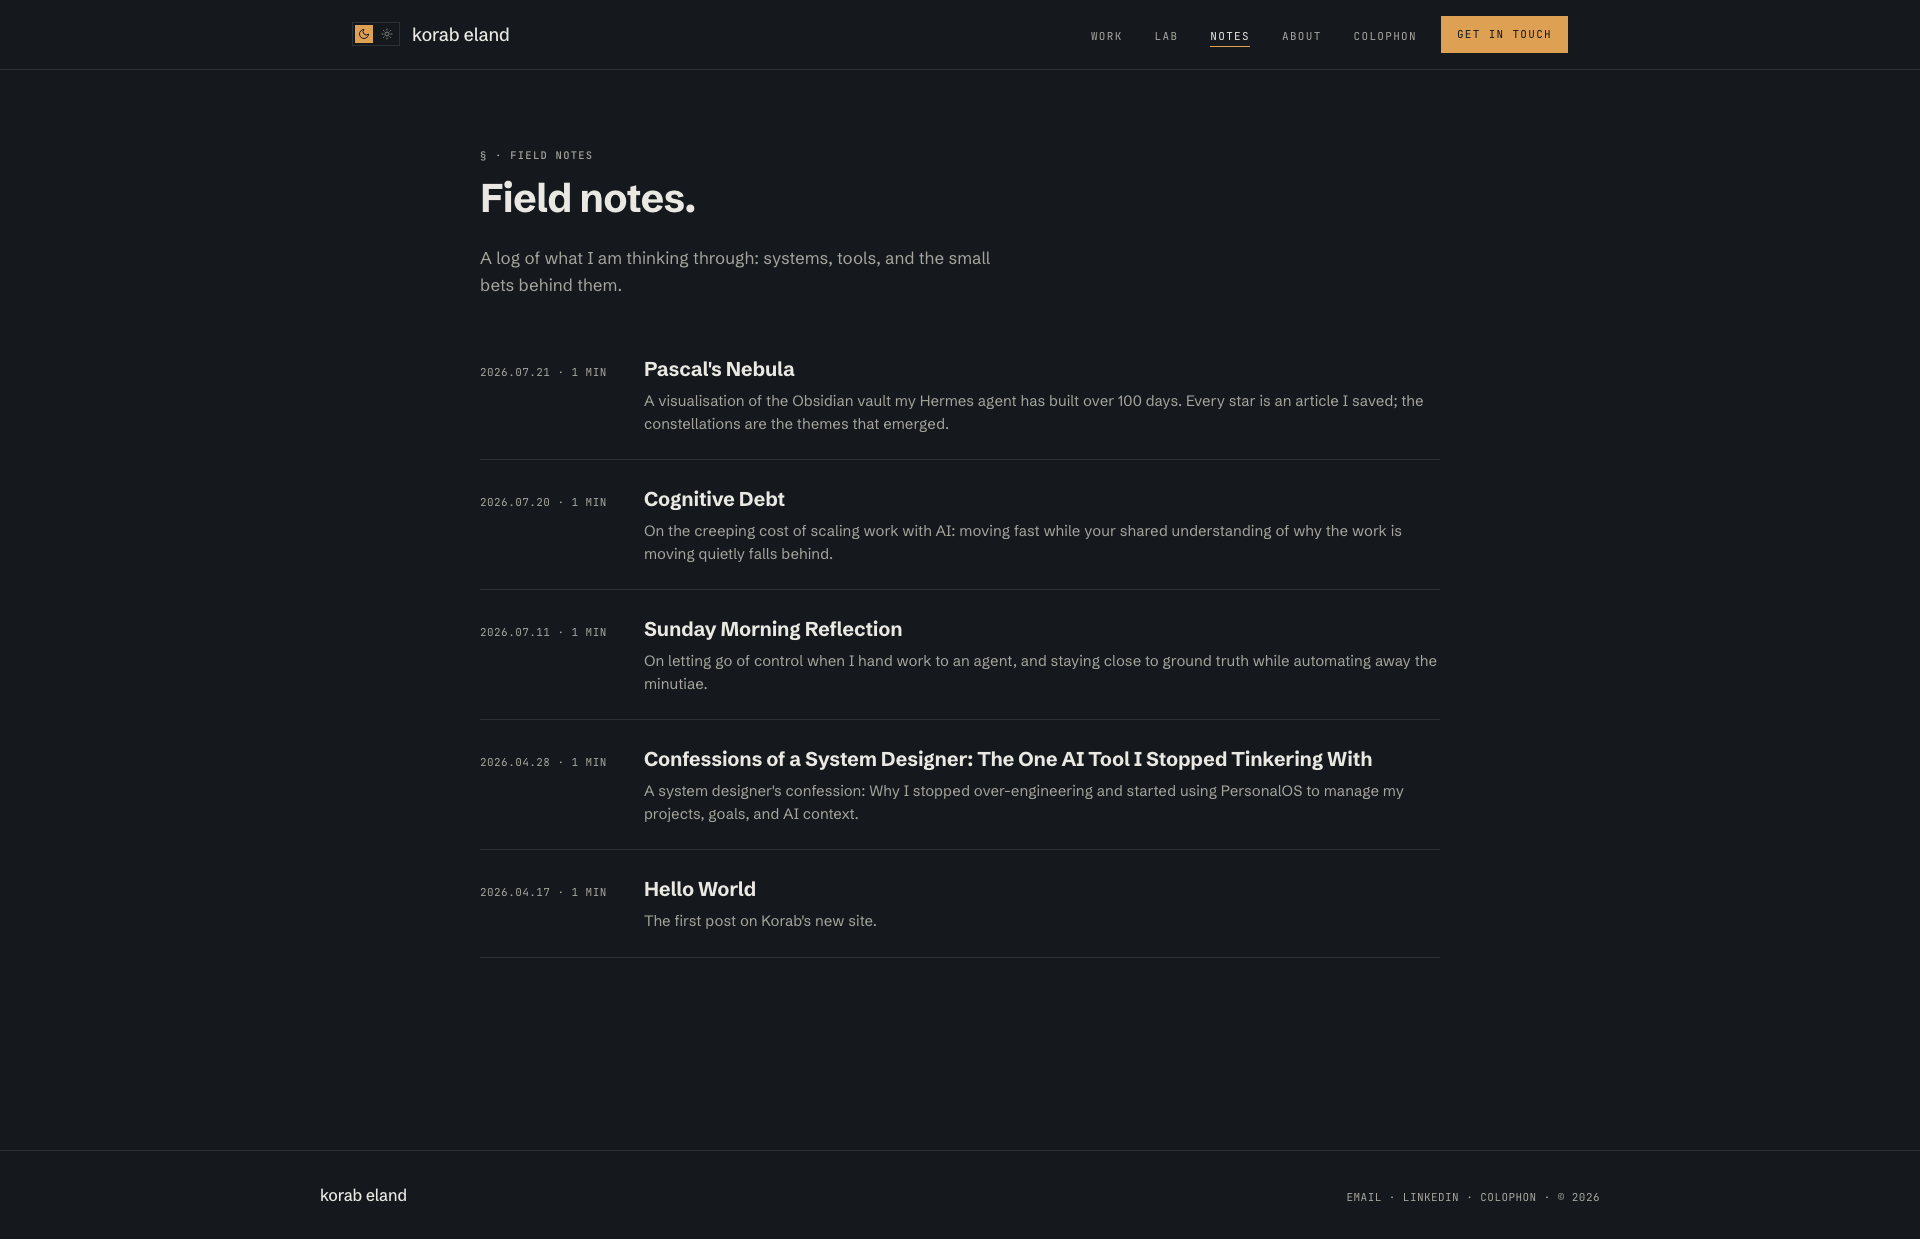 korab eland
WORK LAB NOTES ABOUT COLOPHON GET IN TOUCH
§ · FIELD NOTES
Field notes.
A log of what I am thinking through: systems, tools, and the small
bets behind them.
2026.07.21 · 1 MIN
Pascal's Nebula
A visualisation of the Obsidian vault my Hermes agent has built over 100 days. Every star is an article I saved; the
constellations are the themes that emerged.
2026.07.20 · 1 MIN
Cognitive Debt
On the creeping cost of scaling work with AI: moving fast while your shared understanding of why the work is
moving quietly falls behind.
2026.07.11 · 1 MIN
Sunday Morning Reflection
On letting go of control when I hand work to an agent, and staying close to ground truth while automating away the
minutiae.
2026.04.28 · 1 MIN
Confessions of a System Designer: The One AI Tool I Stopped Tinkering With
A system designer's confession: Why I stopped over-engineering and started using PersonalOS to manage my
projects, goals, and AI context.
2026.04.17 · 1 MIN
Hello World
The first post on Korab's new site.
korab eland
EMAIL · LINKEDIN · COLOPHON · © 2026